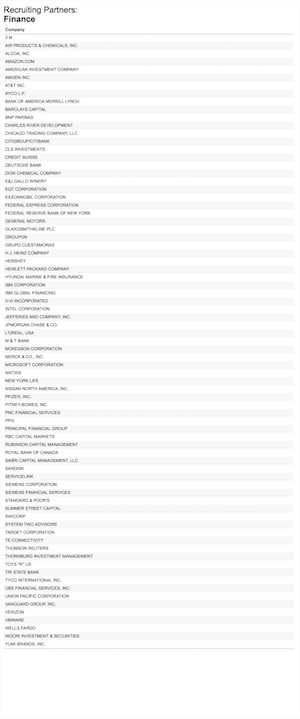 Recruiting Partners:
Finance
Company
3 M
AIR PRODUCTS & CHEMICALS, INC.
ALCOA, INC.
AMAZON.COM
AMERICAN INVESTMENT COMPANY
AMGEN INC.
AT&T INC.
AYCO L.P.
BANK OF AMERICA MERRILL LYNCH
BARCLAYS CAPITAL
BNP PARIBAS
CHARLES RIVER DEVELOPMENT
CHICAGO TRADING COMPANY, LLC
CITIGROUP/CITIBANK
CLS INVESTMENTS
CREDIT SUISSE
DEUTSCHE BANK
DOW CHEMICAL COMPANY
E&J GALLO WINERY
EQT CORPORATION
EXXONMOBIL CORPORATION
FEDERAL EXPRESS CORPORATION
FEDERAL RESERVE BANK OF NEW YORK
GENERAL MOTORS
GLAXOSMITHKLINE PLC
GROUPON
GRUPO CUESTAMORAS
H.J. HEINZ COMPANY
HERSHEY
HEWLETT PACKARD COMPANY
HYUNDAI MARINE & FIRE INSURANCE
IBM CORPORATION
IBM GLOBAL FINANCING
II-VI INCORPORATED
INTEL CORPORATION
JEFFERIES AND COMPANY, INC.
JPMORGAN CHASE & CO.
L'OREAL, USA
M & T BANK
MCKESSON CORPORATION
MERCK & CO., INC.
MICROSOFT CORPORATION
NATIXIS
NEW YORK LIFE
NISSAN NORTH AMERICA, INC.
PFIZER, INC.
PITNEY-BOWES, INC.
PNC FINANCIAL SERVICES
PPG
PRINCIPAL FINANCIAL GROUP
RBC CAPITAL MARKETS
ROBINSON CAPITAL MANAGEMENT
ROYAL BANK OF CANADA
SABRI CAPITAL MANAGEMENT, LLC
SANDISK
SERVICELINK
SIEMENS CORPORATION
SIEMENS FINANCIAL SERVICES
STANDARD & POOR'S
SUMMER STREET CAPITAL
SWICORP
SYSTEM TWO ADVISORS
TARGET CORPORATION
TE CONNECTIVITY
THOMSON REUTERS
THORNBURG INVESTMENT MANAGEMENT
TOYS "R" US
TRI STATE BANK
TYCO INTERNATIONAL INC.
UBS FINANCIAL SERVICES, INC.
UNION PACIFIC CORPORATION
VANGUARD GROUP, INC.
VERIZON
VMWARE
WELLS FARGO
WOORI INVESTMENT & SECURITIES
YUM! BRANDS, INC.